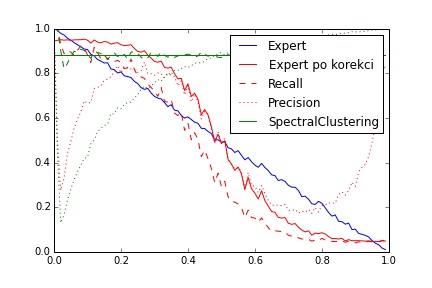 1.0
0.8
0.6
0.4
0.2
0.0
0.0 0.2 0.4 0.6 0.8 1.0
Expert
Expert po korekci
Recall
Precision
SpectralClustering